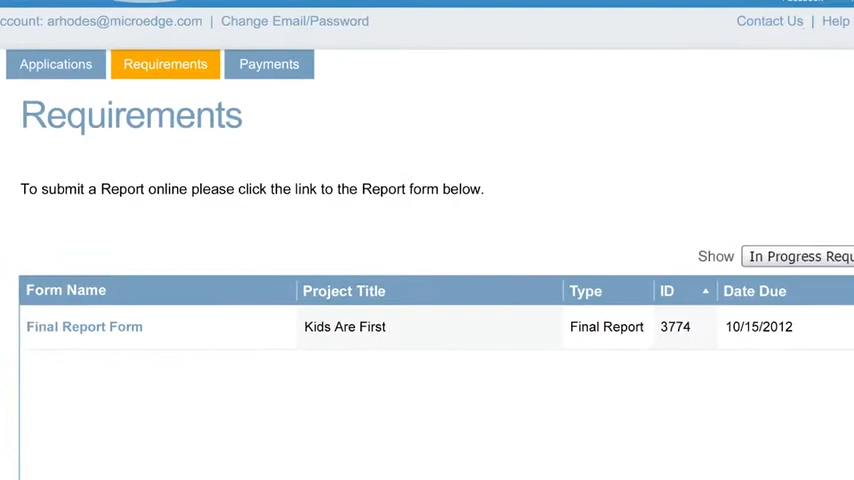 ccount: arhodes@microedge.com | Change Email/Password
Contact Us | Help
Applications Requirements Payments
Requirements
To submit a Report online please click the link to the Report form below.
Show In Progress Requ
Form Name Project Title Type ID Date Due
Final Report Form Kids Are First Final Report 3774 10/15/2012